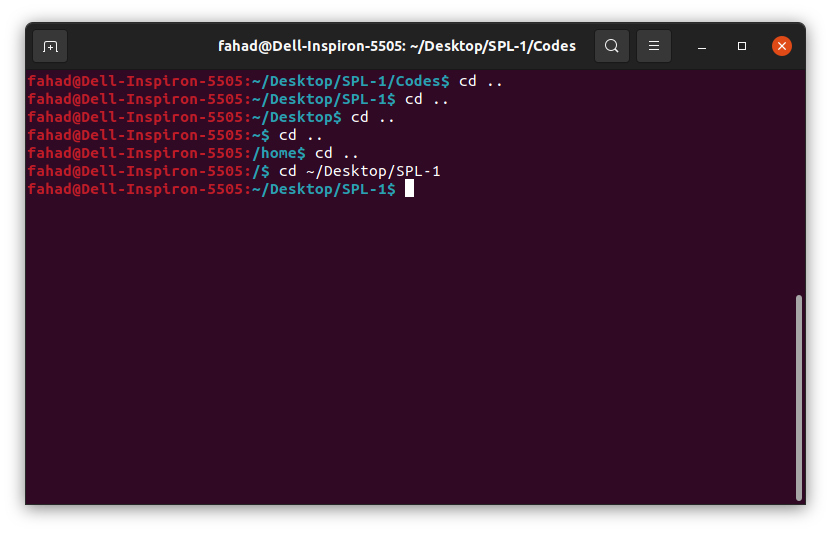 fahad@Dell-Inspiron-5505: ~/Desktop/SPL-1/Codes
fahad@Dell-Inspiron-5505:~/Desktop/SPL-1/Codes$ cd ..
fahad@Dell-Inspiron-5505:~/Desktop/SPL-1$ cd ..
fahad@Dell-Inspiron-5505:~/Desktop$ cd ..
fahad@Dell-Inspiron-5505:~$ cd ..
fahad@Dell-Inspiron-5505:/home$ cd ..
fahad@Dell-Inspiron-5505:/$ cd ~/Desktop/SPL-1
fahad@Dell-Inspiron-5505:~/Desktop/SPL-1$